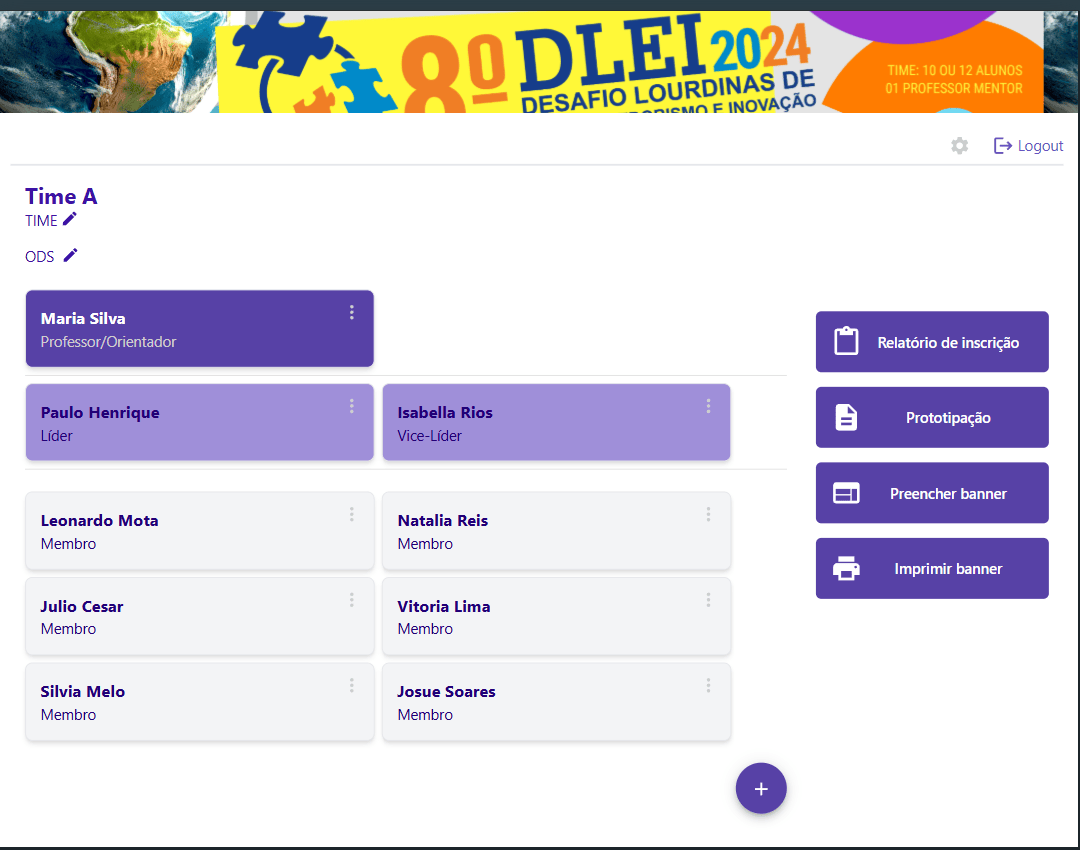 8º DLEI 2024
DESAFIO LOURDINAS DE
E INOVAÇÃO
TIME: 10 OU 12 ALUNOS
01 PROFESSOR MENTOR
Logout
Time A
TIME
ODS
Maria Silva
Professor/Orientador
Paulo Henrique
Líder
Isabella Rios
Vice-Líder
Leonardo Mota
Membro
Natalia Reis
Membro
Julio Cesar
Membro
Vitoria Lima
Membro
Silvia Melo
Membro
Josue Soares
Membro
+
Relatório de inscrição
Prototipação
Preencher banner
Imprimir banner